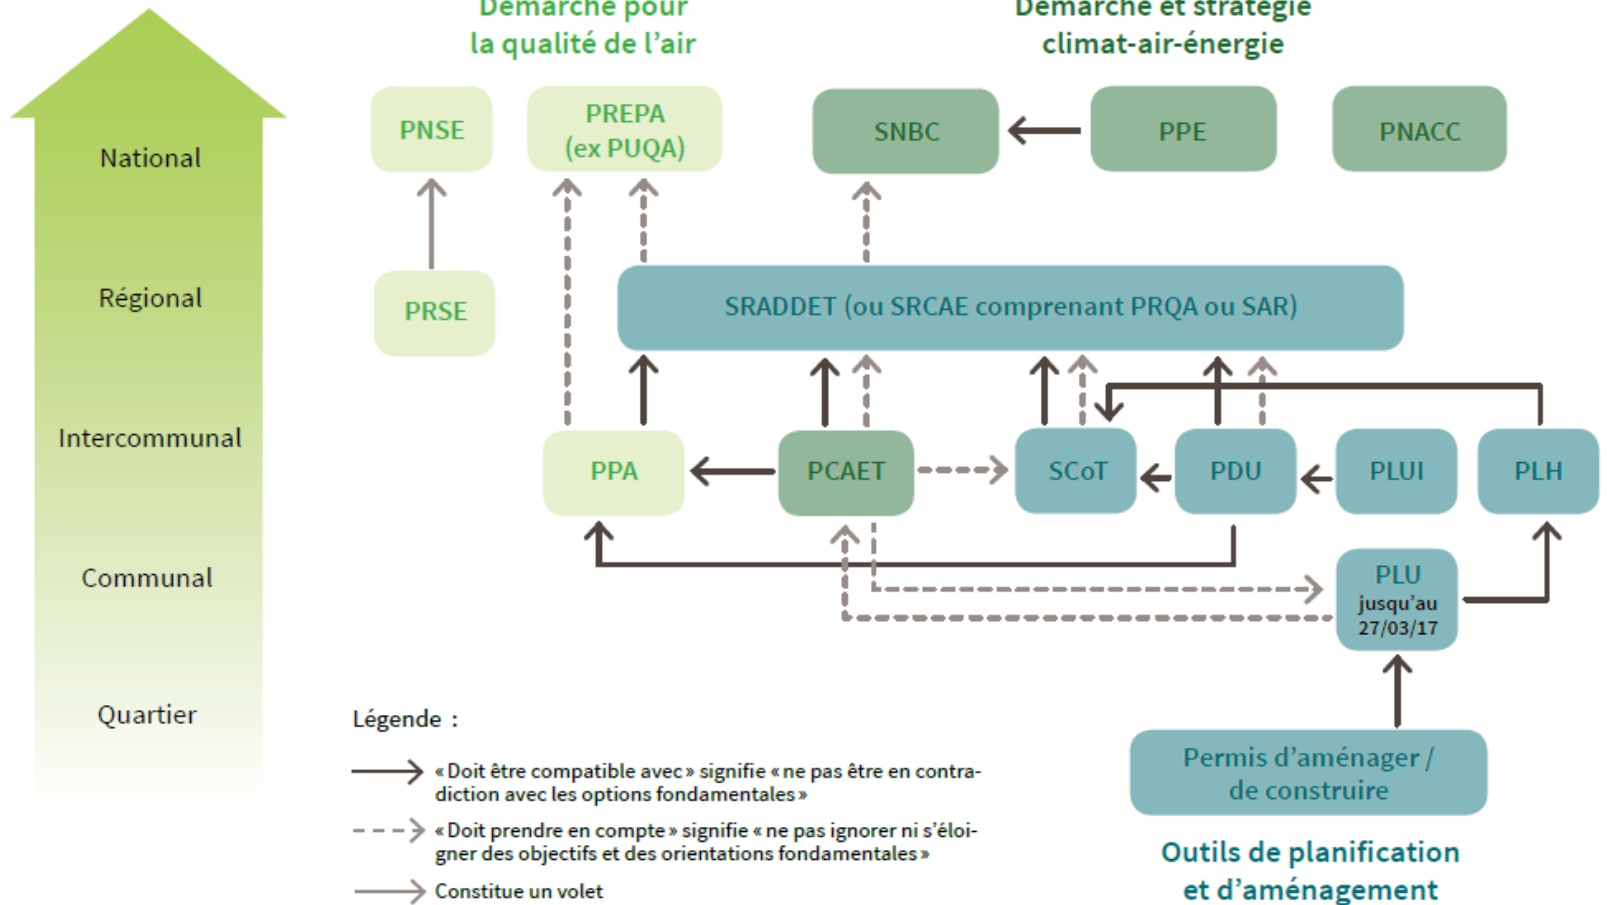 Démarche pour
la qualité de l'air
Démarche et stratégie
climat-air-énergie
National
PNSE
PREPA
(ex PUQA)
SNBC
PPE
PNACC
Régional
PRSE
SRADDET (ou SRCAE comprenant PRQA ou SAR)
Intercommunal
PPA
PCAET
SCoT
PDU
PLUI
PLH
Communal
PLU
jusqu'au
27/03/17
Quartier
Légende :
«Doit être compatible avec» signifie «ne pas être en contra-
diction avec les options fondamentales»
«Doit prendre en compte» signifie «ne pas ignorer ni s'éloi-
gner des objectifs et des orientations fondamentales»
Constitue un volet
Permis d'aménager /
de construire
Outils de planification
et d'aménagement